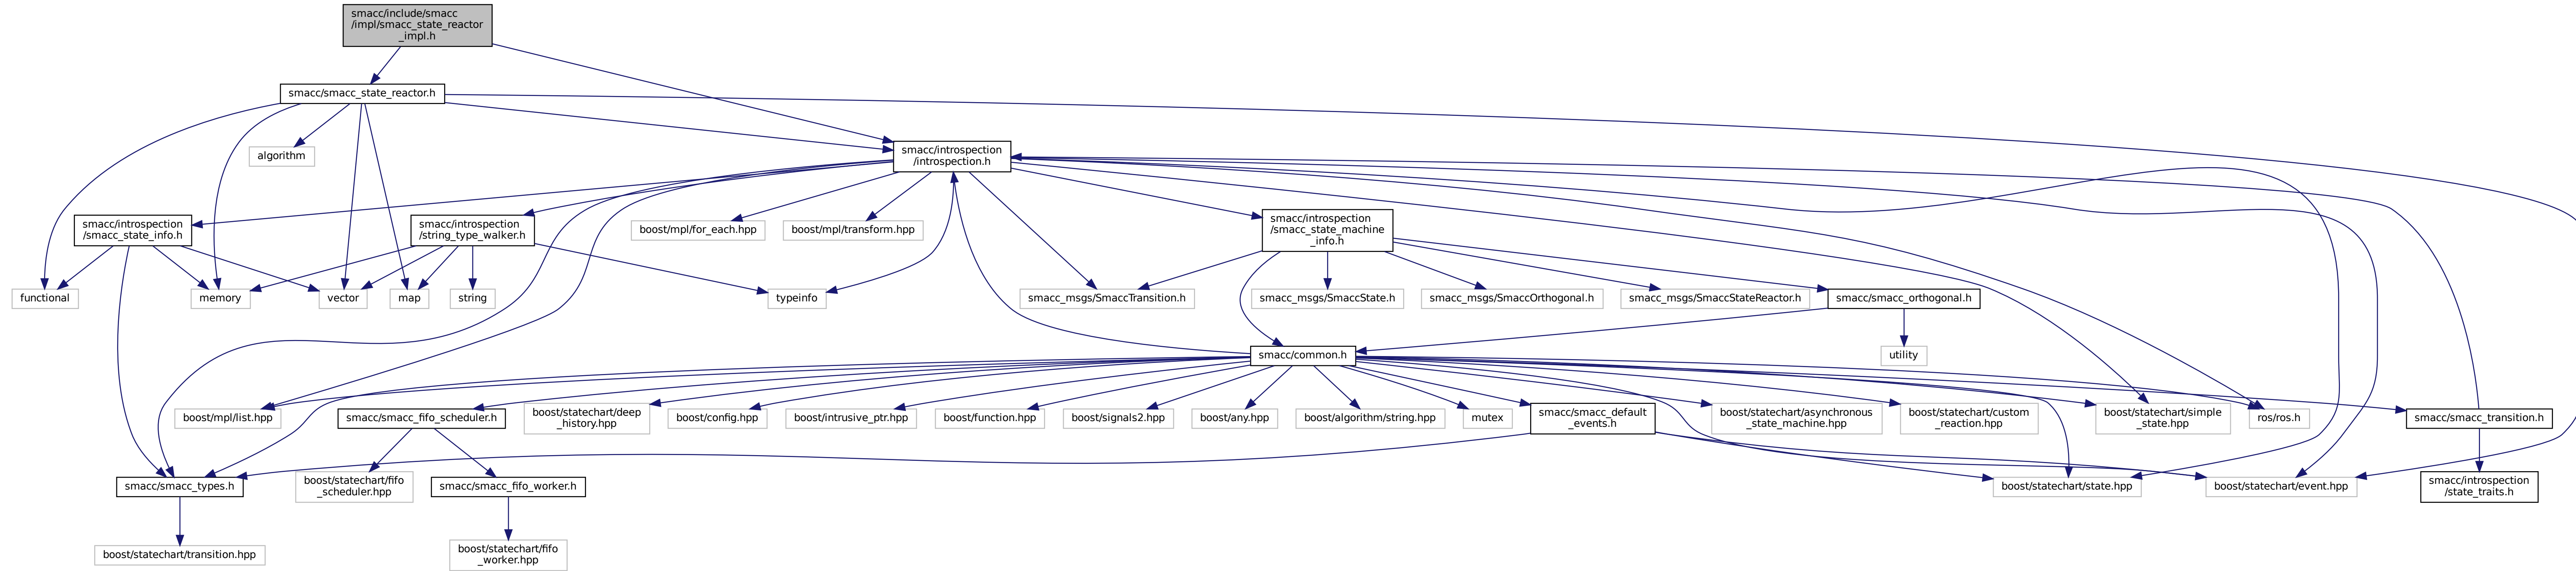 smacc/include/smacc
/impl/smacc_state_reactor
_impl.h
smacc/smacc_state_reactor.h
algorithm
smacc/introspection
/introspection.h
smacc/introspection
/smacc_state_info.h
smacc/introspection
/string_type_walker.h
boost/mpl/for_each.hpp
boost/mpl/transform.hpp
smacc/introspection
/smacc_state_machine
_info.h
functional
memory
vector
map
string
typeinfo
smacc_msgs/SmaccTransition.h
smacc_msgs/SmaccState.h
smacc_msgs/SmaccOrthogonal.h
smacc_msgs/SmaccStateReactor.h
smacc/smacc_orthogonal.h
smacc/common.h
utility
boost/mpl/list.hpp
smacc/smacc_fifo_scheduler.h
boost/statechart/deep
_history.hpp
boost/config.hpp
boost/intrusive_ptr.hpp
boost/function.hpp
boost/signals2.hpp
boost/any.hpp
boost/algorithm/string.hpp
mutex
smacc/smacc_default
_events.h
boost/statechart/asynchronous
_state_machine.hpp
boost/statechart/custom
_reaction.hpp
boost/statechart/simple
_state.hpp
ros/ros.h
smacc/smacc_transition.h
smacc/smacc_types.h
boost/statechart/fifo
_scheduler.hpp
smacc/smacc_fifo_worker.h
boost/statechart/state.hpp
boost/statechart/event.hpp
smacc/introspection
/state_traits.h
boost/statechart/transition.hpp
boost/statechart/fifo
_worker.hpp